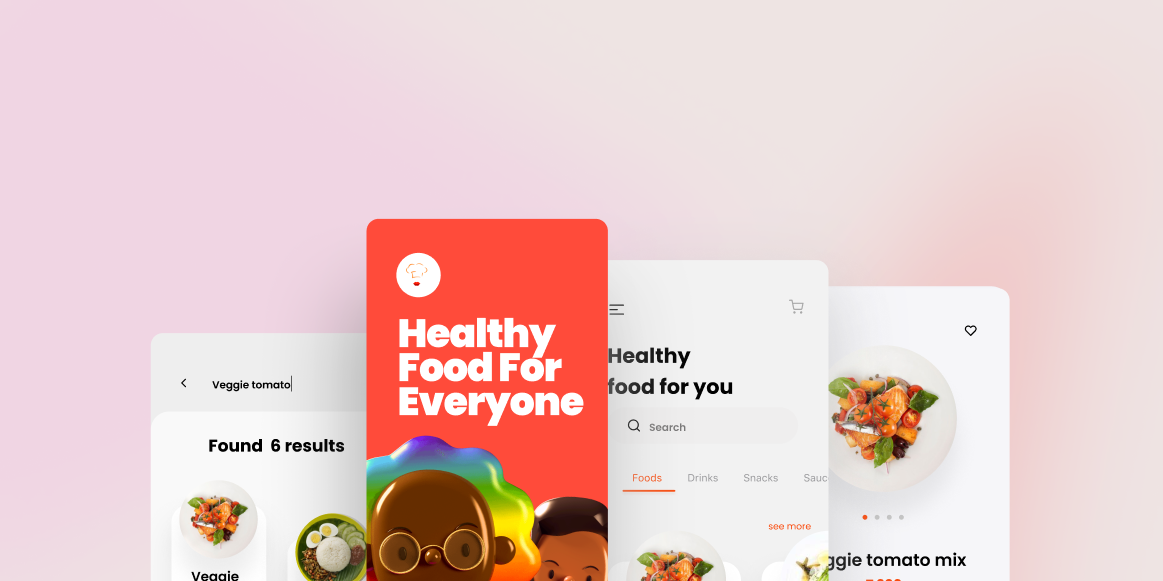 Veggie tomato
Found 6 results
Veggie
Healthy
Food For
Everyone
Healthy
food for you
Search
Foods Drinks Snacks Sauc
see more
ggie tomato mix